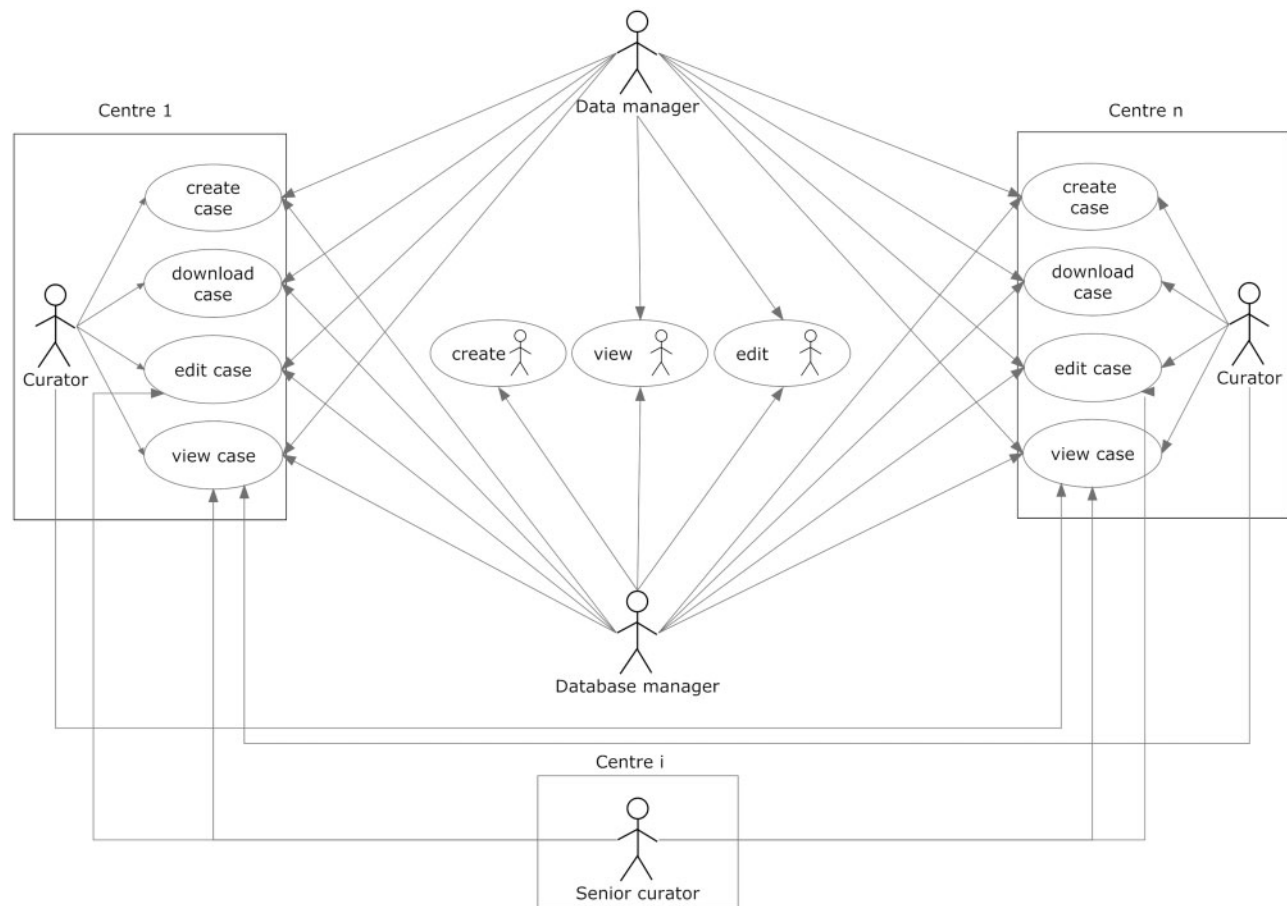 Data manager
Centre 1
Centre n
create
case
download
case
edit case
view case
Curator
create
view
edit
create
case
download
case
edit case
view case
Curator
Database manager
Centre i
Senior curator